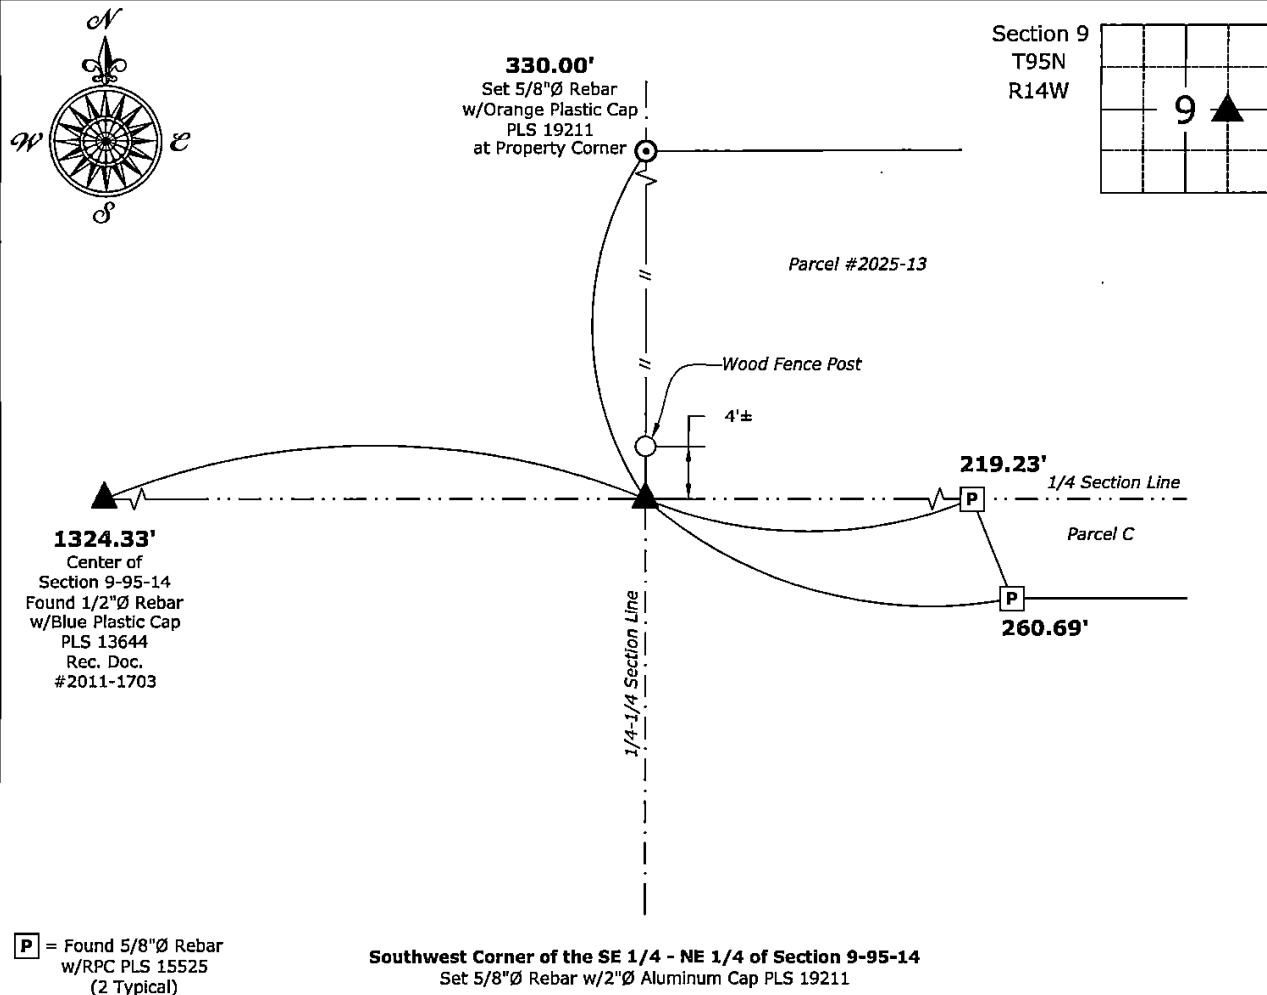 N
W
E
S
330.00'
Set 5/8"Ø Rebar
w/Orange Plastic Cap
PLS 19211
at Property Corner
Section 9
T95N
R14W
9
Parcel #2025-13
Wood Fence Post
4'±
219.23'
1/4 Section Line
P
Parcel C
P
260.69'
1324.33'
Center of
Section 9-95-14
Found 1/2"Ø Rebar
w/Blue Plastic Cap
PLS 13644
Rec. Doc.
#2011-1703
1/4-1/4 Section Line
P = Found 5/8"Ø Rebar
w/RPC PLS 15525
(2 Typical)
Southwest Corner of the SE 1/4 - NE 1/4 of Section 9-95-14
Set 5/8"Ø Rebar w/2"Ø Aluminum Cap PLS 19211